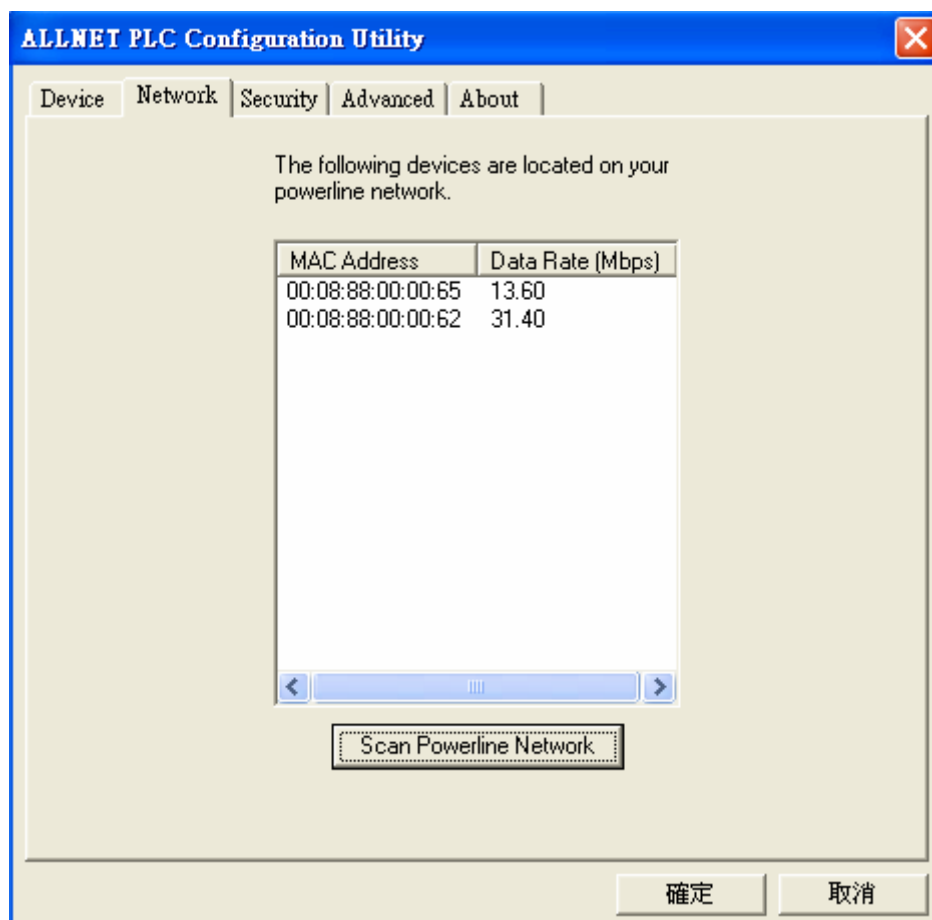 ALLNET PLC Configuration Utility
Device Network Security Advanced About
The following devices are located on your
powerline network.
MAC Address Data Rate (Mbps)
00:08:88:00:00:65 13.60
00:08:88:00:00:62 31.40
Scan Powerline Network
確定 取消